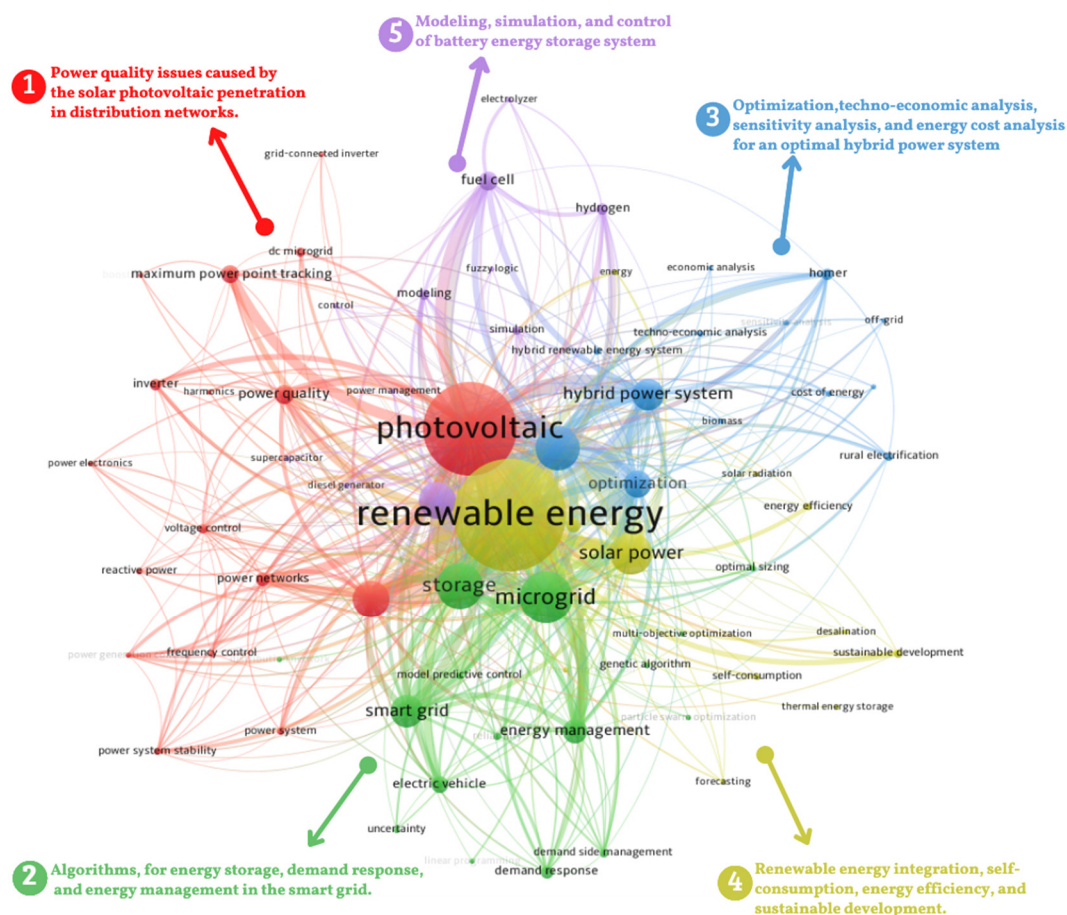 5
Modeling, simulation, and control
of battery energy storage system
1
Power quality issues caused by
the solar photovoltaic penetration
in distribution networks.
3
Optimization,techno-economic analysis,
sensitivity analysis, and energy cost analysis
for an optimal hybrid power system
electrolyzer
grid-connected inverter
fuel cell
hydrogen
dc microgrid
maximum power point tracking
fuzzy logic
energy
economic analysis
homer
modeling
control
simulation
techno-economic analysis
sensitivity analysis
off-grid
hybrid renewable energy system
inverter
harmonics
power quality
power management
hybrid power system
cost of energy
photovoltaic
biomass
power electronics
supercapacitor
rural electrification
diesel generator
optimization
solar radiation
renewable energy
energy efficiency
voltage control
solar power
reactive power
power networks
storage
microgrid
optimal sizing
multi-objective optimization
desalination
frequency control
sustainable development
genetic algorithm
model predictive control
self-consumption
smart grid
thermal energy storage
particle swarm optimization
power system
energy management
power system stability
electric vehicle
forecasting
uncertainty
linear programming
demand side management
demand response
2
Algorithms, for energy storage, demand response,
and energy management in the smart grid.
4
Renewable energy integration, self-
consumption, energy efficiency, and
sustainable development.